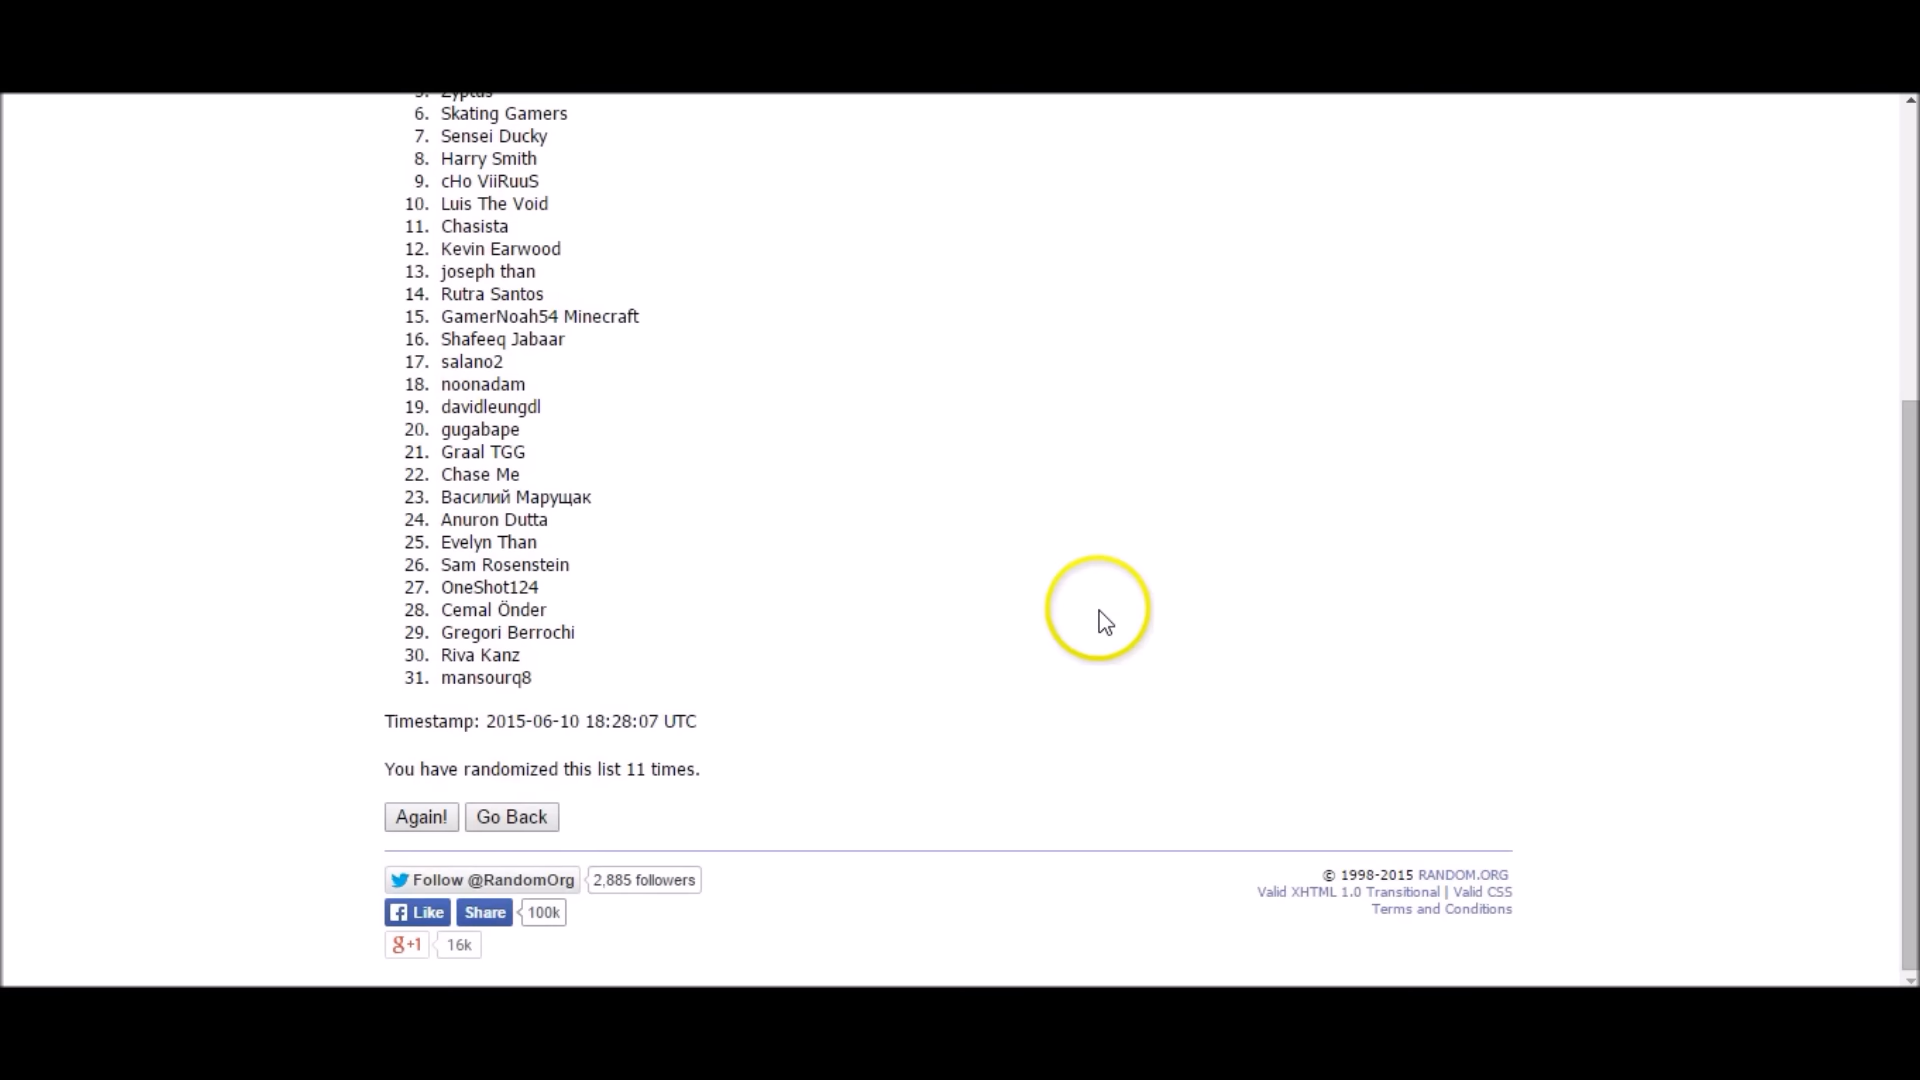 6. Skating Gamers
7. Sensei Ducky
8. Harry Smith
9. cHo ViiRuuS
10. Luis The Void
11. Chasista
12. Kevin Earwood
13. joseph than
14. Rutra Santos
15. GamerNoah54 Minecraft
16. Shafeeq Jabaar
17. salano2
18. noonadam
19. davidleungdl
20. gugabape
21. Graal TGG
22. Chase Me
23. Василий Марущак
24. Anuron Dutta
25. Evelyn Than
26. Sam Rosenstein
27. OneShot124
28. Cemal Önder
29. Gregori Berrochi
30. Riva Kanz
31. mansourq8
Timestamp: 2015-06-10 18:28:07 UTC
You have randomized this list 11 times.
Again! Go Back
Follow @RandomOrg 2,885 followers
Like Share 100k
g+1 16k
© 1998-2015 RANDOM.ORG
Valid XHTML 1.0 Transitional | Valid CSS
Terms and Conditions